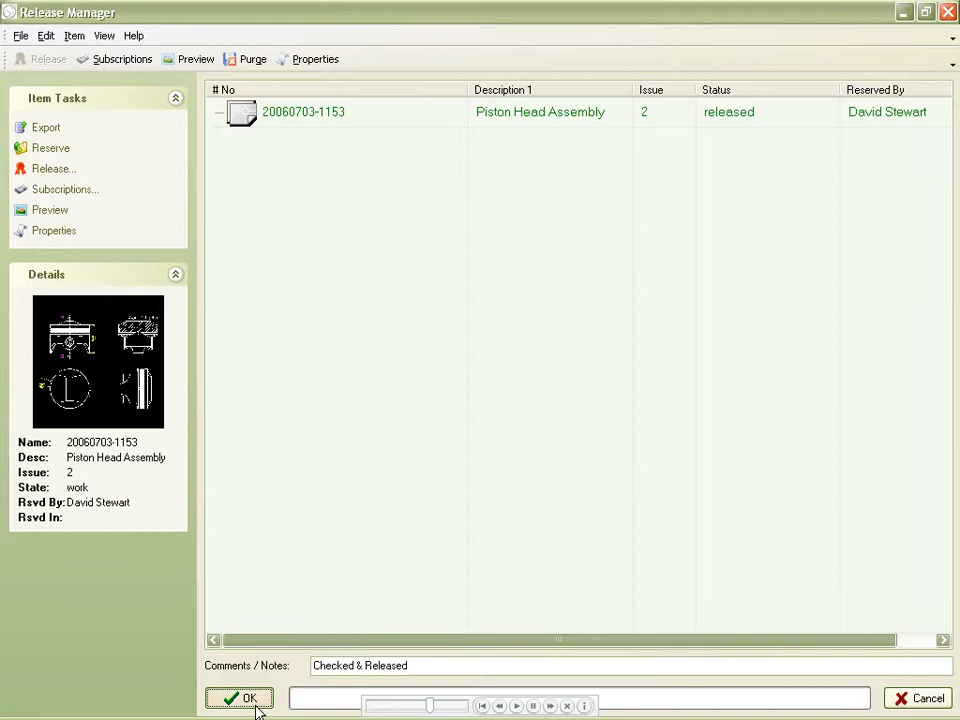 Release Manager
File Edit Item View Help
Release Subscriptions Preview Purge Properties
Item Tasks
Export
Reserve
Release...
Subscriptions...
Preview
Properties
Details
Name: 20060703-1153
Desc: Piston Head Assembly
Issue: 2
State: work
Rsvd By: David Stewart
Rsvd In:
# No Description 1 Issue Status Reserved By
20060703-1153 Piston Head Assembly 2 released David Stewart
Comments / Notes: Checked & Released
OK Cancel